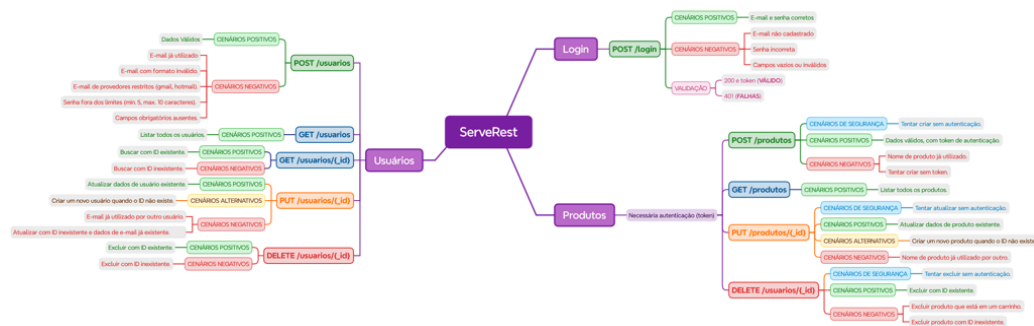 ServeRest
Usuários
POST /usuarios
CENÁRIOS POSITIVOS
Dados Válidos
CENÁRIOS NEGATIVOS
E-mail já utilizado.
E-mail com formato inválido.
E-mail de provedores restritos (gmail, hotmail).
Senha fora dos limites (min. 5, max. 10 caracteres).
Campos obrigatórios ausentes.
GET /usuarios
CENÁRIOS POSITIVOS
Listar todos os usuários.
GET /usuarios/(_id)
CENÁRIOS POSITIVOS
Buscar com ID existente.
CENÁRIOS NEGATIVOS
Buscar com ID inexistente.
PUT /usuarios/(_id)
CENÁRIOS POSITIVOS
Atualizar dados de usuário existente.
CENÁRIOS ALTERNATIVOS
Criar um novo usuário quando o ID não existe.
CENÁRIOS NEGATIVOS
E-mail já utilizado por outro usuário.
Atualizar com ID inexistente e dados de e-mail já existente.
DELETE /usuarios/(_id)
CENÁRIOS POSITIVOS
Excluir com ID existente.
CENÁRIOS NEGATIVOS
Excluir com ID inexistente.
Login
POST /login
CENÁRIOS POSITIVOS
E-mail e senha corretos
CENÁRIOS NEGATIVOS
E-mail não cadastrado
Senha incorreta
Campos vazios ou inválidos
VALIDAÇÃO
200 e token (VÁLIDO);
401 (FALHAS)
Produtos
Necessária autenticação (token)
POST /produtos
CENÁRIOS DE SEGURANÇA
Tentar criar sem autenticação.
CENÁRIOS POSITIVOS
Dados válidos, com token de autenticação.
CENÁRIOS NEGATIVOS
Nome de produto já utilizado.
Tentar criar sem token.
GET /produtos
CENÁRIOS POSITIVOS
Listar todos os produtos.
PUT /produtos/(_id)
CENÁRIOS DE SEGURANÇA
Tentar atualizar sem autenticação.
CENÁRIOS POSITIVOS
Atualizar dados de produto existente.
CENÁRIOS ALTERNATIVOS
Criar um novo produto quando o ID não existe
CENÁRIOS NEGATIVOS
Nome de produto já utilizado por outro.
DELETE /usuarios/(_id)
CENÁRIOS DE SEGURANÇA
Tentar excluir sem autenticação.
CENÁRIOS POSITIVOS
Excluir com ID existente.
CENÁRIOS NEGATIVOS
Excluir produto que está em um carrinho.
Excluir produto com ID inexistente.